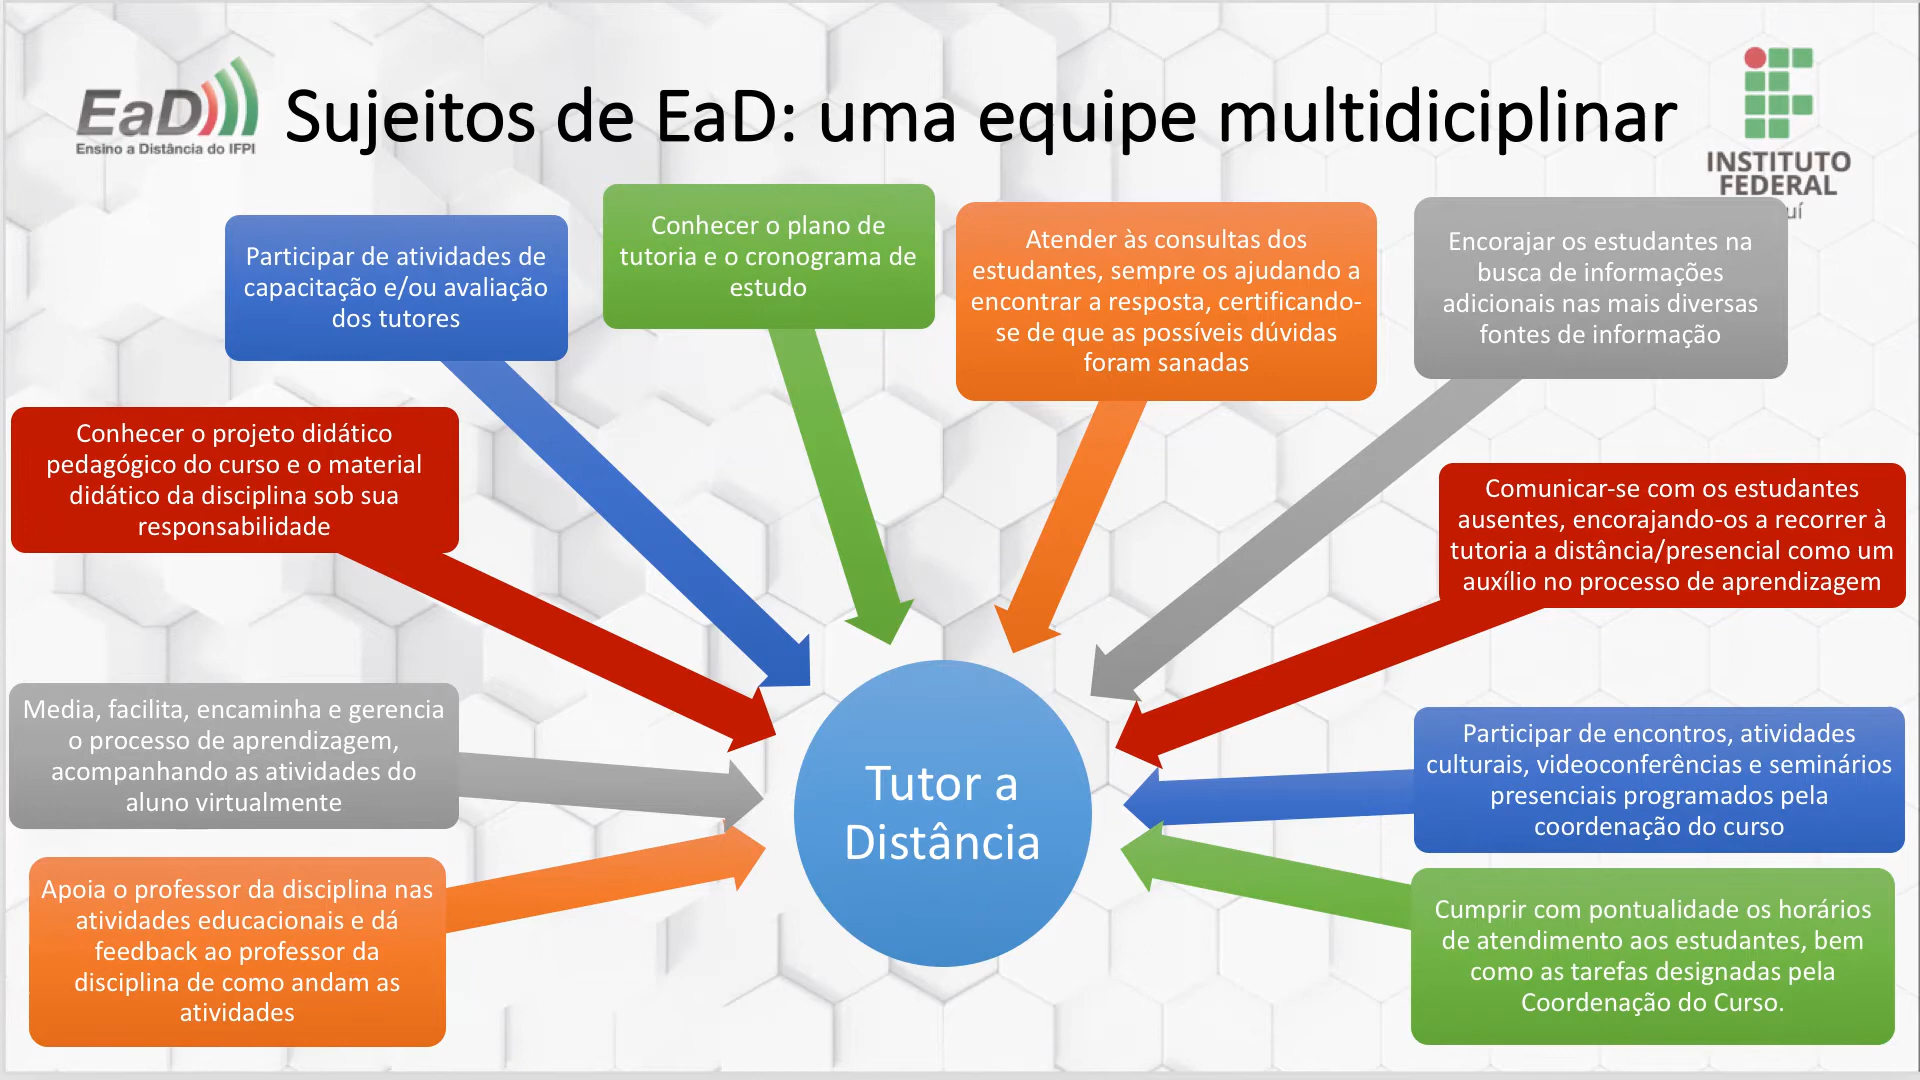 EaD
Ensino a Distância do IFPI
Sujeitos de EaD: uma equipe multidiciplinar
INSTITUTO
FEDERAL
Participar de atividades de
capacitação e/ou avaliação
dos tutores
Conhecer o plano de
tutoria e o cronograma de
estudo
Atender às consultas dos
estudantes, sempre os ajudando a
encontrar a resposta, certificando-
se de que as possíveis dúvidas
foram sanadas
Encorajar os estudantes na
busca de informações
adicionais nas mais diversas
fontes de informação
Conhecer o projeto didático
pedagógico do curso e o material
didático da disciplina sob sua
responsabilidade
Comunicar-se com os estudantes
ausentes, encorajando-os a recorrer à
tutoria a distância/presencial como um
auxílio no processo de aprendizagem
Media, facilita, encaminha e gerencia
o processo de aprendizagem,
acompanhando as atividades do
aluno virtualmente
Participar de encontros, atividades
culturais, videoconferências e seminários
presenciais programados pela
coordenação do curso
Tutor a
Distância
Apoia o professor da disciplina nas
atividades educacionais e dá
feedback ao professor da
disciplina de como andam as
atividades
Cumprir com pontualidade os horários
de atendimento aos estudantes, bem
como as tarefas designadas pela
Coordenação do Curso.